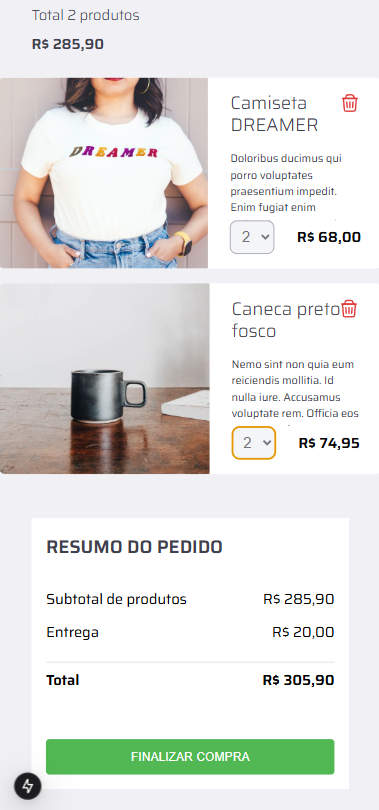 Total 2 produtos
R$ 285,90
DREAMER
Camiseta
DREAMER
Doloribus ducimus qui
porro voluptates
praesentium impedit.
Enim fugiat enim
2
R$ 68,00
Caneca preto
fosco
Nemo sint non quia eum
reiciendis mollitia. Id
nulla iure. Accusamus
voluptate rem. Officia eos
2
R$ 74,95
RESUMO DO PEDIDO
Subtotal de produtos R$ 285,90
Entrega R$ 20,00
Total R$ 305,90
FINALIZAR COMPRA